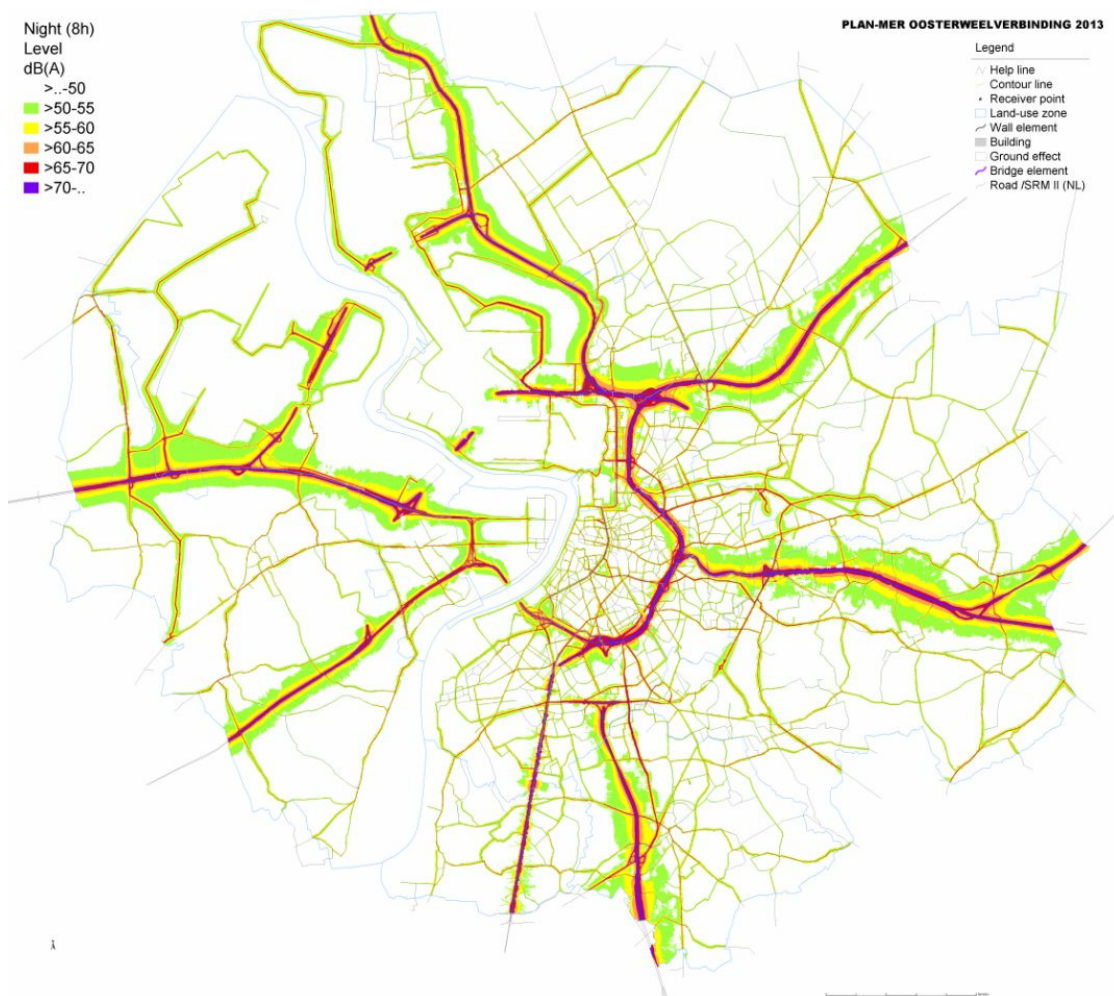 Night (8h)
Level
dB(A)
>..-50
>50-55
>55-60
>60-65
>65-70
>70-..
PLAN-MER OOSTERWEELVERBINDING 2013
Legend
Help line
Contour line
Receiver point
Land-use zone
Wall element
Building
Ground effect
Bridge element
Road /SRM II (NL)